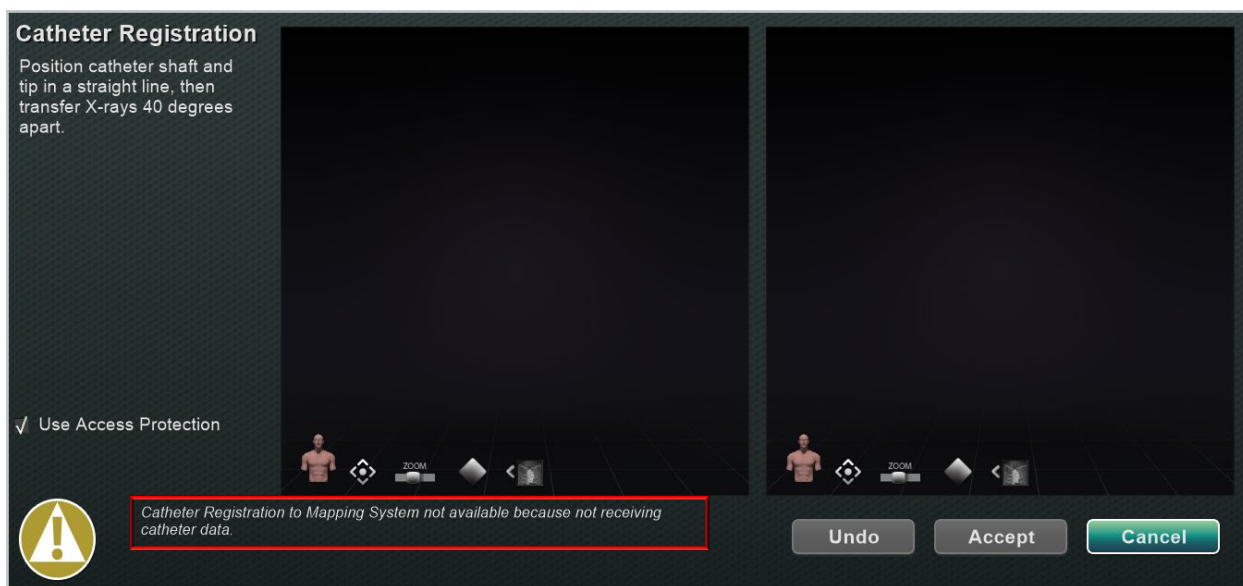 Catheter Registration
Position catheter shaft and
tip in a straight line, then
transfer X-rays 40 degrees
apart.
Use Access Protection
ZOOM
ZOOM
Catheter Registration to Mapping System not available because not receiving
catheter data.
Undo
Accept
Cancel